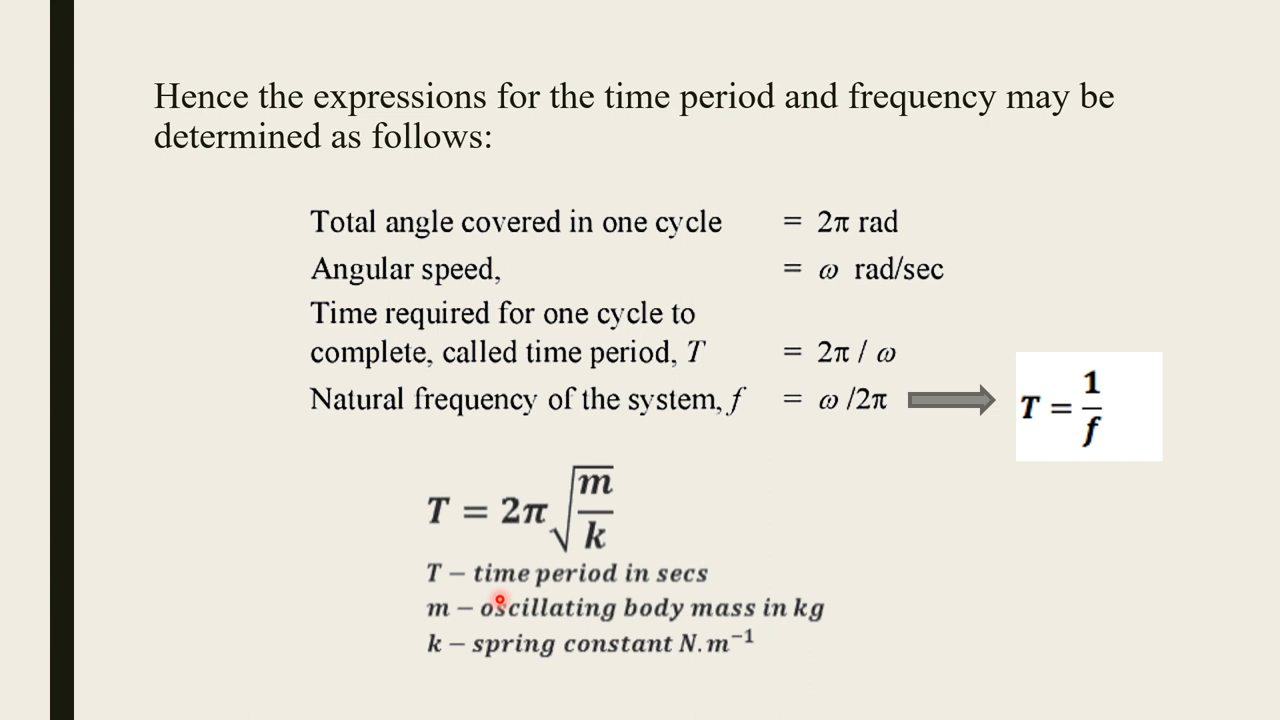 Hence the expressions for the time period and frequency may be
determined as follows:
Total angle covered in one cycle = 2π rad
Angular speed, = ω rad/sec
Time required for one cycle to
complete, called time period, T = 2π / ω
Natural frequency of the system, f = ω /2π
T = 1/f
T = 2π√(m/k)
T − time period in secs
m − oscillating body mass in kg
k − spring constant N.m⁻¹